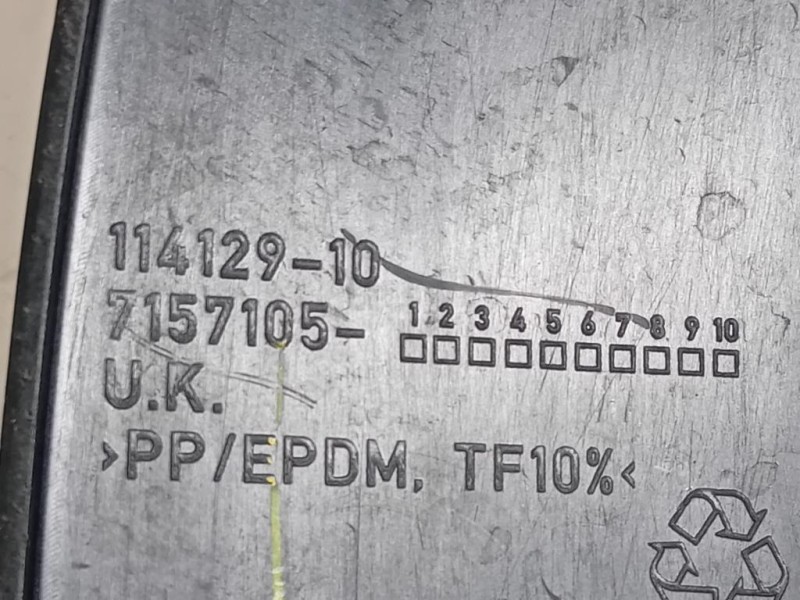 114129-10
7157105-
1 2 3 4 5 6 7 8 9 10
U.K.
>PP/EPDM, TF10%<